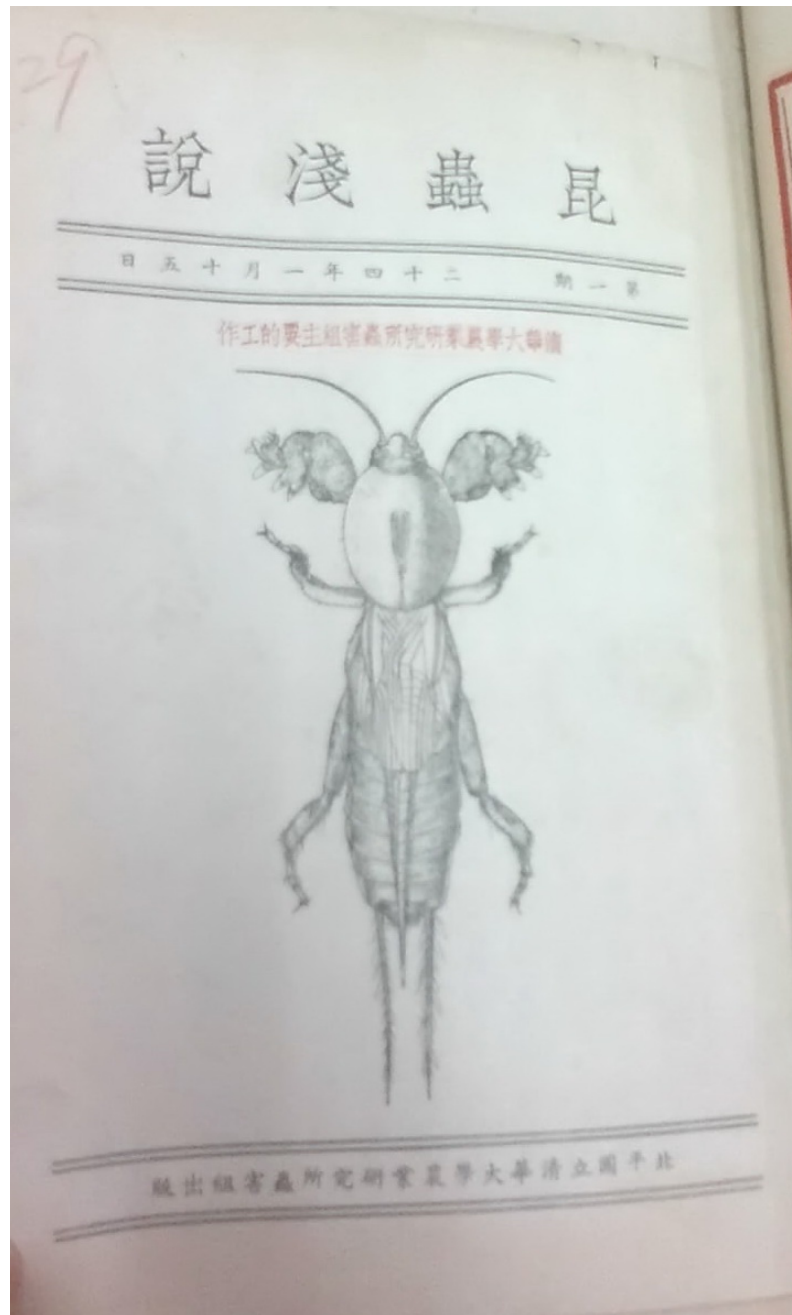 29
昆蟲淺說
第一期 二十四年一月十五日
清華大學農業研究所蟲害組主要的工作
北平國立清華大學農業研究所蟲害組出版